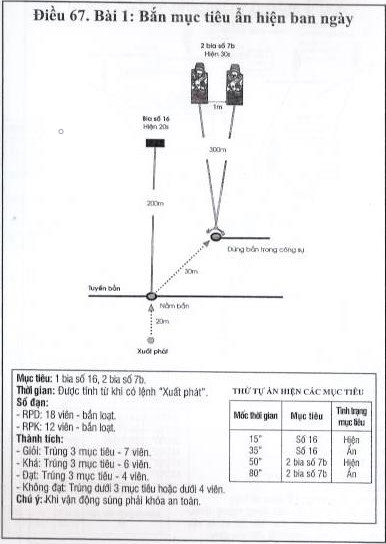 Điều 67. Bài 1: Bắn mục tiêu ẩn hiện ban ngày
2 bia số 7b
Hiện 30s
1m
Bia số 16
Hiện 20s
300m
200m
Đứng bắn trong công sự
30m
Tuyến bắn
Nằm bắn
20m
Xuất phát
Mục tiêu: 1 bia số 16, 2 bia số 7b.
Thời gian: Được tính từ khi có lệnh "Xuất phát".
Số đạn:
- RPD: 18 viên - bắn loạt.
- RPK: 12 viên - bắn loạt.
Thành tích:
- Giỏi: Trúng 3 mục tiêu - 7 viên.
- Khá: Trúng 3 mục tiêu - 6 viên.
- Đạt: Trúng 3 mục tiêu - 4 viên.
- Không đạt: Trúng dưới 3 mục tiêu hoặc dưới 4 viên.
Chú ý: Khi vận động súng phải khóa an toàn.
THỨ TỰ ẨN HIỆN CÁC MỤC TIÊU
Mốc thời gian Mục tiêu Tình trạng mục tiêu
15" Số 16 Hiện
35" Số 16 Ẩn
50" 2 bia số 7b Hiện
80" 2 bia số 7b Ẩn